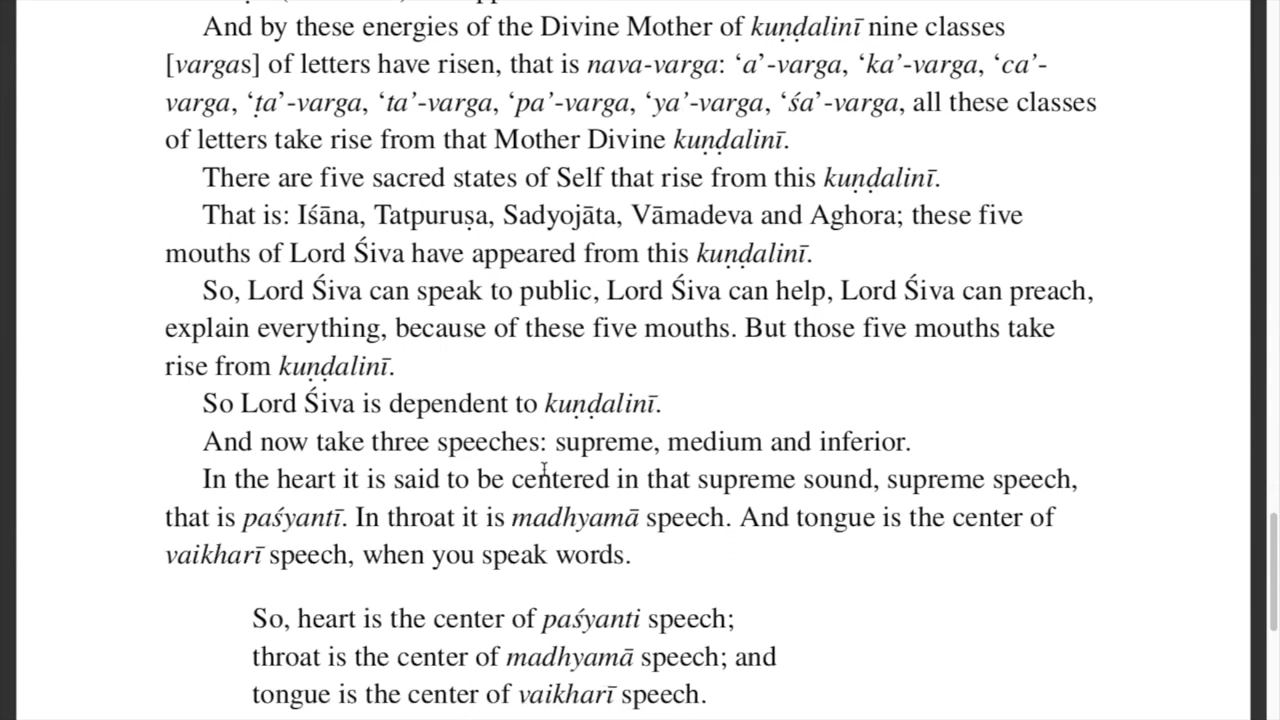 And by these energies of the Divine Mother of kuṇḍalinī nine classes
[vargas] of letters have risen, that is nava-varga: ‘a’-varga, ‘ka’-varga, ‘ca’-
varga, ‘ṭa’-varga, ‘ta’-varga, ‘pa’-varga, ‘ya’-varga, ‘śa’-varga, all these classes
of letters take rise from that Mother Divine kuṇḍalinī.
There are five sacred states of Self that rise from this kuṇḍalinī.
That is: Iśāna, Tatpuruṣa, Sadyojāta, Vāmadeva and Aghora; these five
mouths of Lord Śiva have appeared from this kuṇḍalinī.
So, Lord Śiva can speak to public, Lord Śiva can help, Lord Śiva can preach,
explain everything, because of these five mouths. But those five mouths take
rise from kuṇḍalinī.
So Lord Śiva is dependent to kuṇḍalinī.
And now take three speeches: supreme, medium and inferior.
In the heart it is said to be centered in that supreme sound, supreme speech,
that is paśyantī. In throat it is madhyamā speech. And tongue is the center of
vaikharī speech, when you speak words.
So, heart is the center of paśyanti speech;
throat is the center of madhyamā speech; and
tongue is the center of vaikharī speech.